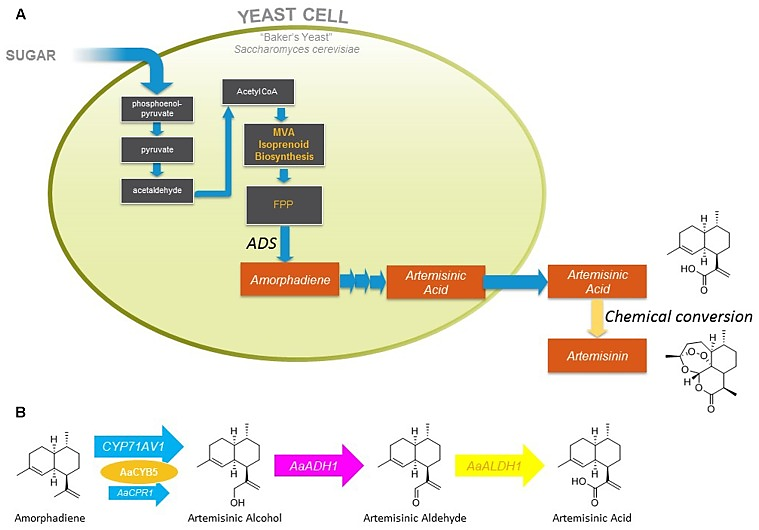 A
YEAST CELL
"Baker's Yeast"
Saccharomyces cerevisiae
SUGAR
phosphoenol-
pyruvate
pyruvate
acetaldehyde
Acetyl CoA
MVA
Isoprenoid
Biosynthesis
FPP
ADS
Amorphadiene
Artemisinic
Acid
Artemisinic
Acid
Chemical conversion
Artemisinin
H
H
HO
O
H
O
O
O
H
O
O
B
CYP71AV1
AaCYB5
AaCPR1
AaADH1
AaALDH1
H
H
H
H
OH
H
H
O
H
H
HO
O
Amorphadiene
Artemisinic Alcohol
Artemisinic Aldehyde
Artemisinic Acid